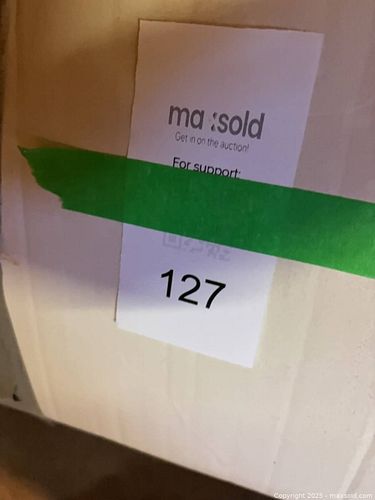 ma :sold
Get in on the auction!
For support:
127
Copyright 2025 - maxsold.com